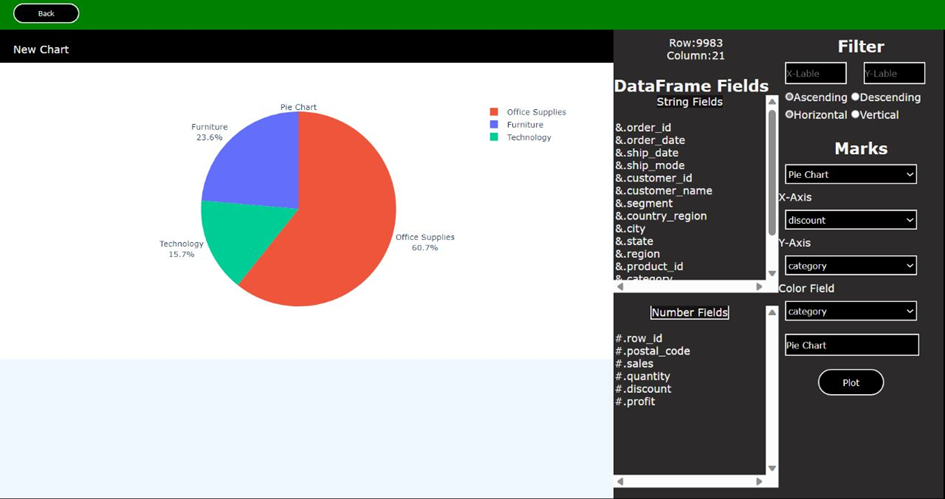 Back
New Chart
Pie Chart
Furniture
23.6%
Technology
15.7%
Office Supplies
60.7%
Office Supplies
Furniture
Technology
Row:9983
Column:21
DataFrame Fields
String Fields
&.order_id
&.order_date
&.ship_date
&.ship_mode
&.customer_id
&.customer_name
&.segment
&.country_region
&.city
&.state
&.region
&.product_id
&.category
Number Fields
#.row_id
#.postal_code
#.sales
#.quantity
#.discount
#.profit
Filter
X-Lable
Y-Lable
Ascending Descending
Horizontal Vertical
Marks
Pie Chart
X-Axis
discount
Y-Axis
category
Color Field
category
Pie Chart
Plot